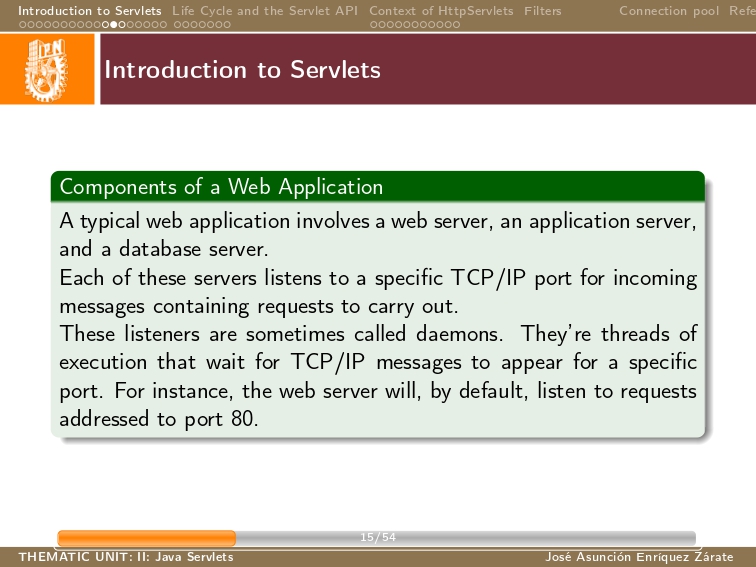 Introduction to Servlets Life Cycle and the Servlet API Context of HttpServlets Filters Connection pool Refe
IPN
Introduction to Servlets
Components of a Web Application
A typical web application involves a web server, an application server,
and a database server.
Each of these servers listens to a specific TCP/IP port for incoming
messages containing requests to carry out.
These listeners are sometimes called daemons. They're threads of
execution that wait for TCP/IP messages to appear for a specific
port. For instance, the web server will, by default, listen to requests
addressed to port 80.
15/54
THEMATIC UNIT: II: Java Servlets José Asunción Enríquez Zárate